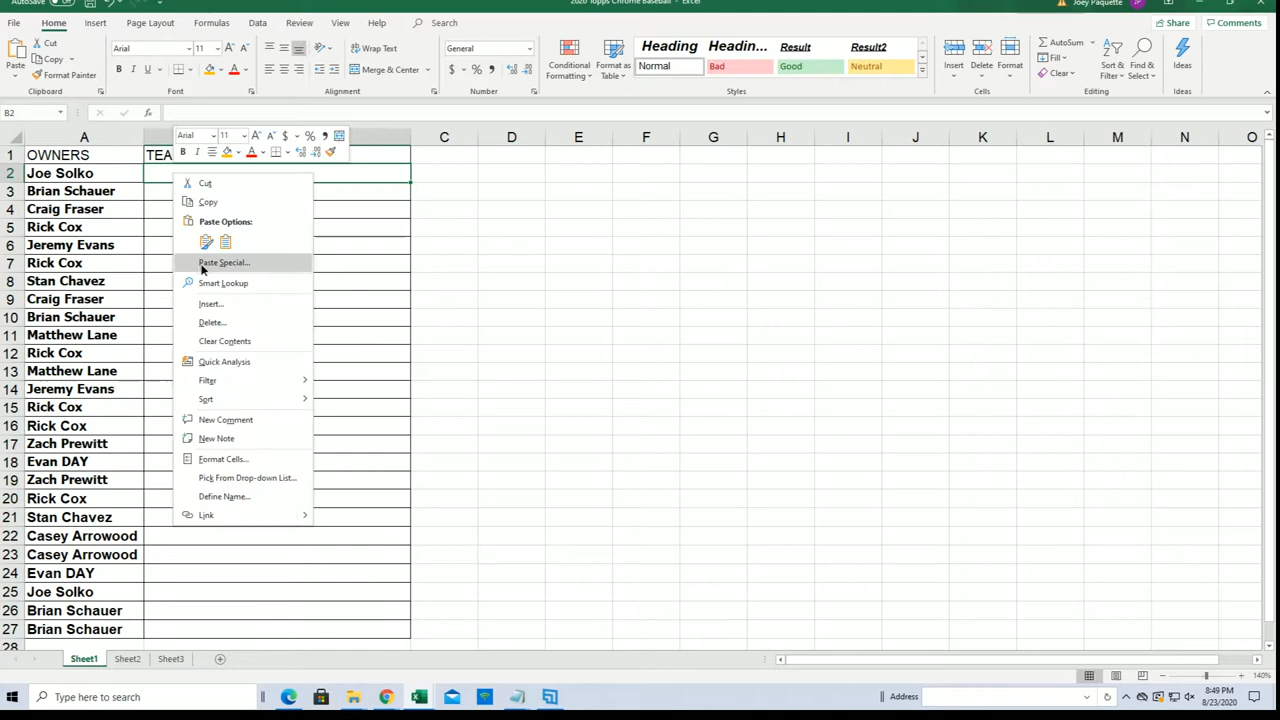 AutoSave Off 2020 Topps Chrome Baseball - Excel Joey Paquette JP
File Home Insert Page Layout Formulas Data Review View Help Search Share Comments
Cut
Copy
Format Painter
Paste
Clipboard
Arial 11
B I U
Font
Wrap Text
Merge & Center
Alignment
General
$ % ,
Number
Conditional Formatting
Format as Table
Heading Headin... Result Result2
Normal Bad Good Neutral
Styles
Insert Delete Format
Cells
AutoSum
Fill
Clear
Sort & Filter
Find & Select
Editing
Ideas
Ideas
B2 fx
Arial 11 $ % ,
B I A
A C D E F G H I J K L M N O
1 OWNERS TEA
2 Joe Solko
3 Brian Schauer
4 Craig Fraser
5 Rick Cox
6 Jeremy Evans
7 Rick Cox
8 Stan Chavez
9 Craig Fraser
10 Brian Schauer
11 Matthew Lane
12 Rick Cox
13 Matthew Lane
14 Jeremy Evans
15 Rick Cox
16 Rick Cox
17 Zach Prewitt
18 Evan DAY
19 Zach Prewitt
20 Rick Cox
21 Stan Chavez
22 Casey Arrowood
23 Casey Arrowood
24 Evan DAY
25 Joe Solko
26 Brian Schauer
27 Brian Schauer
28
Cut
Copy
Paste Options:
Paste Special...
Smart Lookup
Insert...
Delete...
Clear Contents
Quick Analysis
Filter
Sort
New Comment
New Note
Format Cells...
Pick From Drop-down List...
Define Name...
Link
Sheet1 Sheet2 Sheet3
140%
Type here to search
Address
8:49 PM
8/23/2020